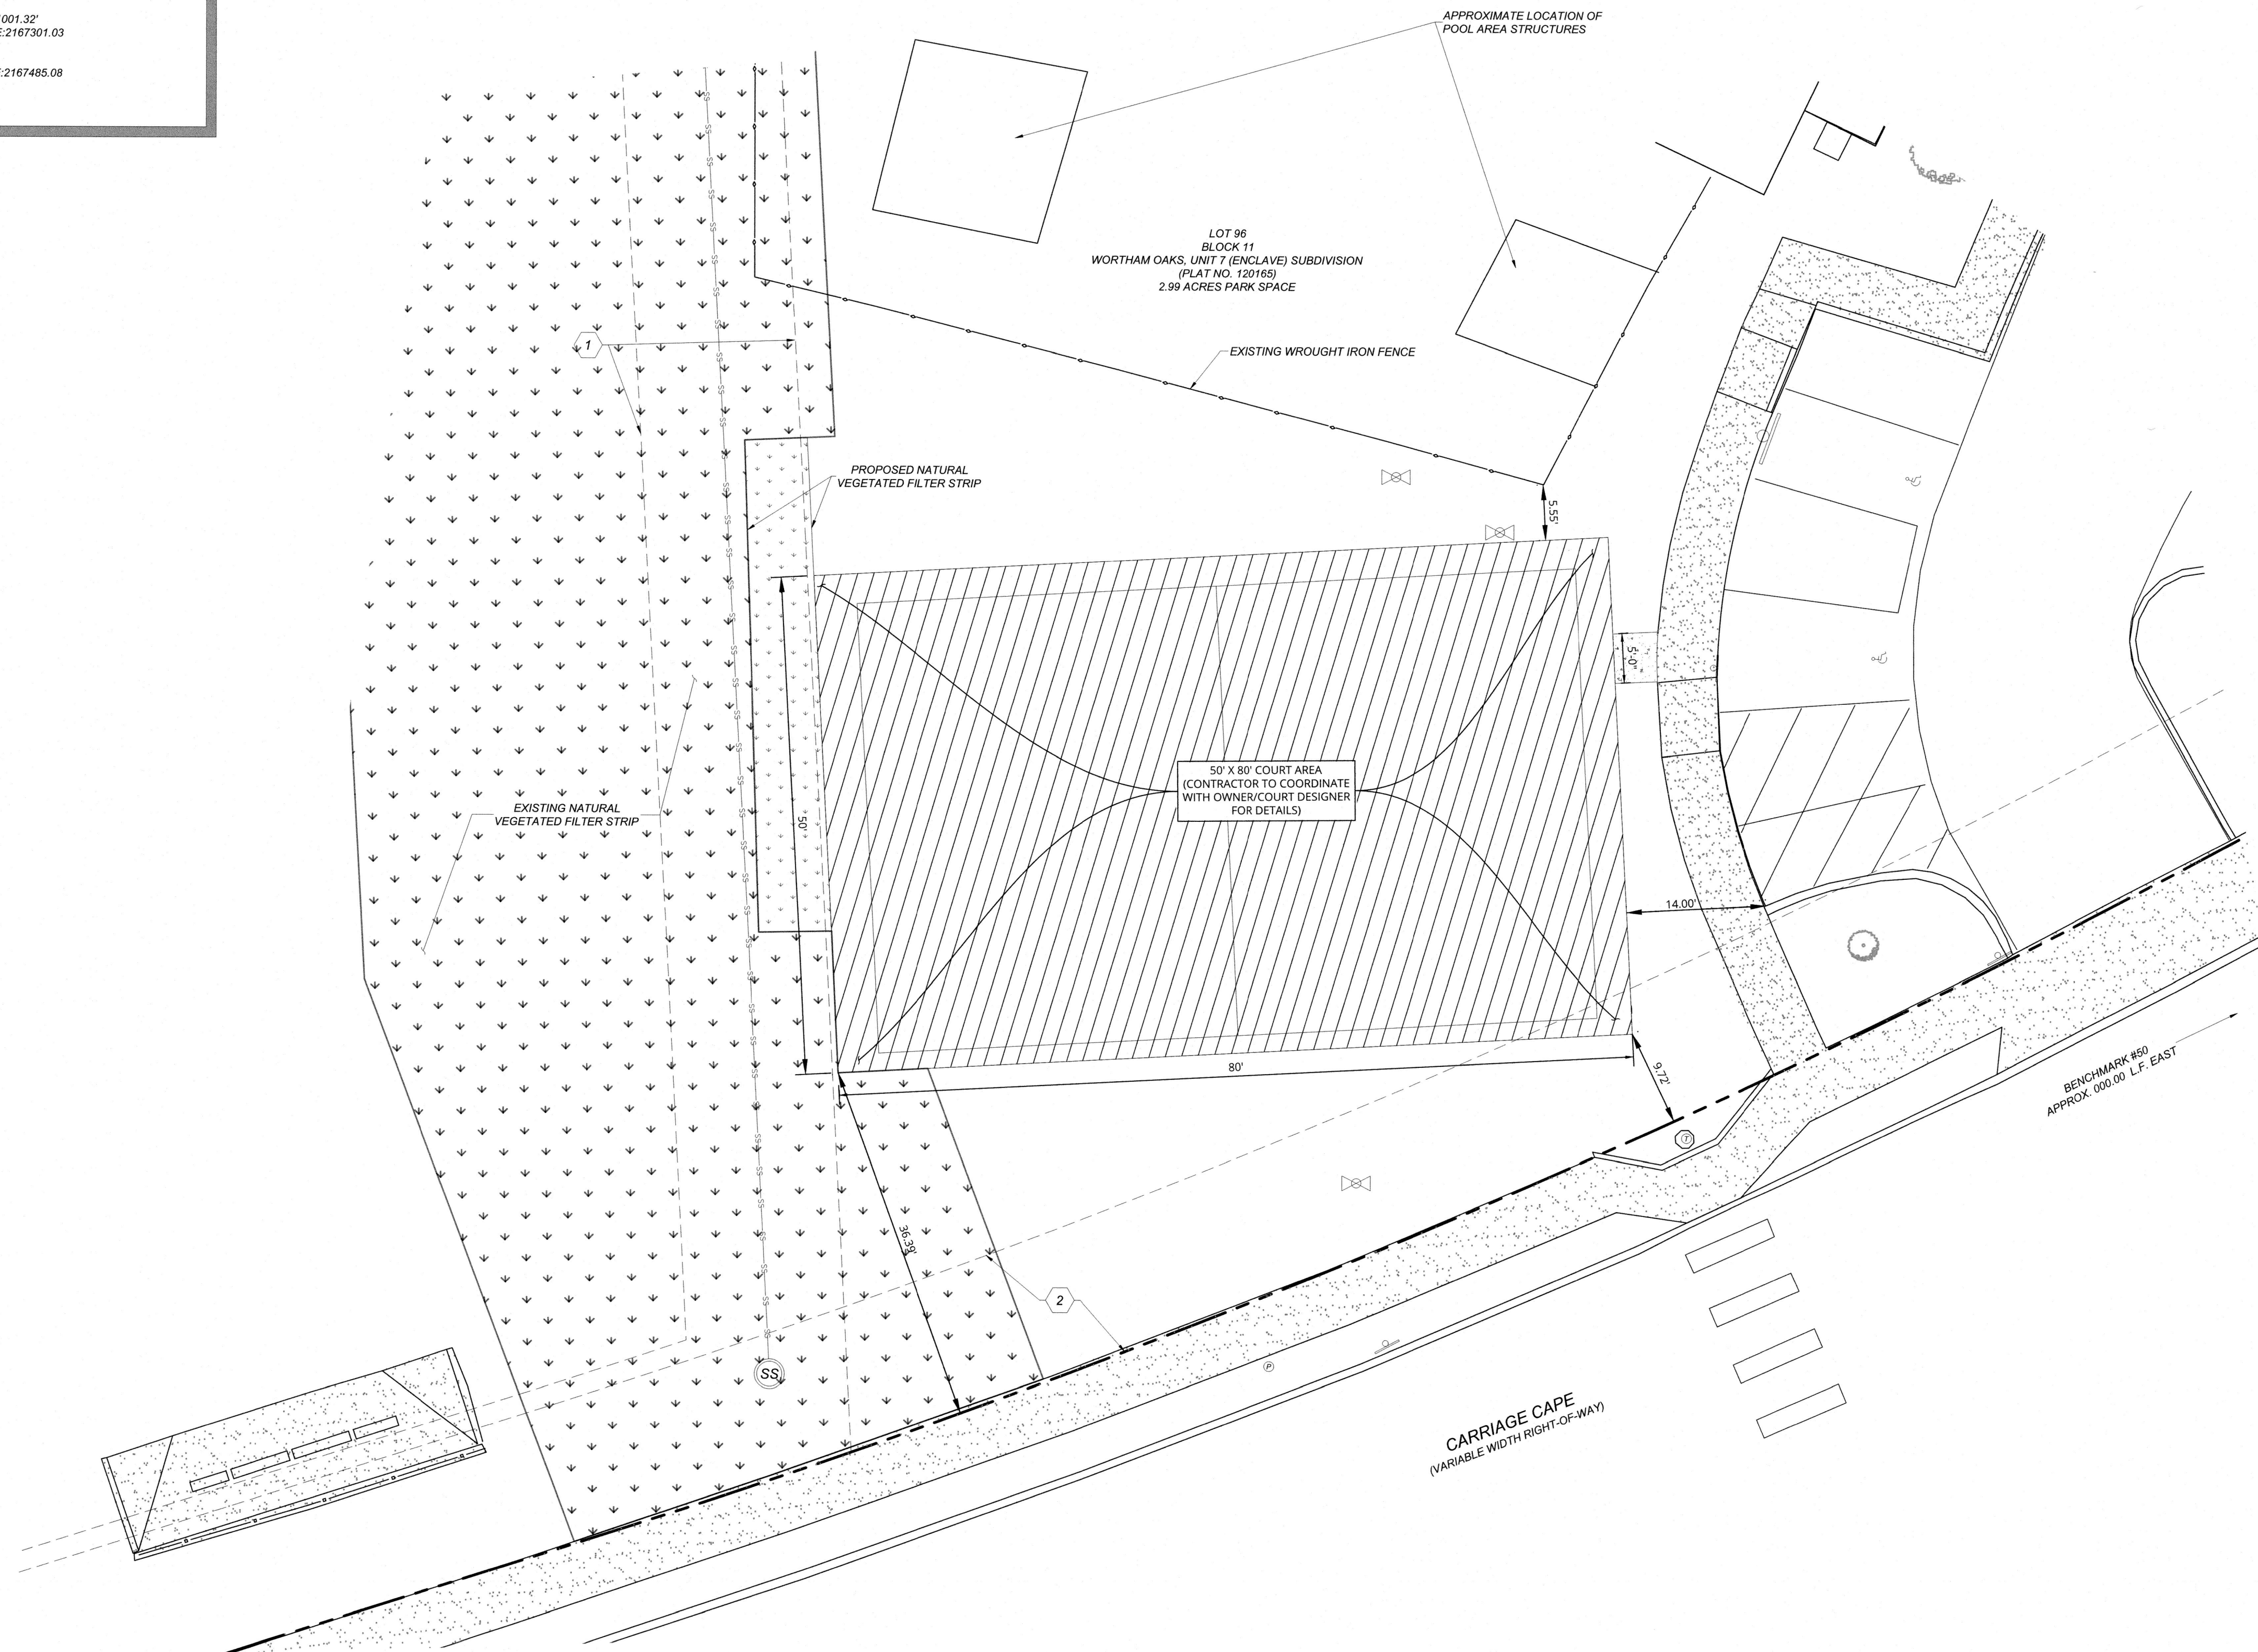 001.32'
E:2167301.03
:2167485.08
APPROXIMATE LOCATION OF
POOL AREA STRUCTURES
LOT 96
BLOCK 11
WORTHAM OAKS, UNIT 7 (ENCLAVE) SUBDIVISION
(PLAT NO. 120165)
2.99 ACRES PARK SPACE
1
EXISTING WROUGHT IRON FENCE
PROPOSED NATURAL
VEGETATED FILTER STRIP
5.55'
5'-0"
50' X 80' COURT AREA
(CONTRACTOR TO COORDINATE
WITH OWNER/COURT DESIGNER
FOR DETAILS)
EXISTING NATURAL
VEGETATED FILTER STRIP
50'
14.00'
80'
9.72'
BENCHMARK #50
APPROX. 000.00 L.F. EAST
T
36.39'
2
SS
P
CARRIAGE CAPE
(VARIABLE WIDTH RIGHT-OF-WAY)